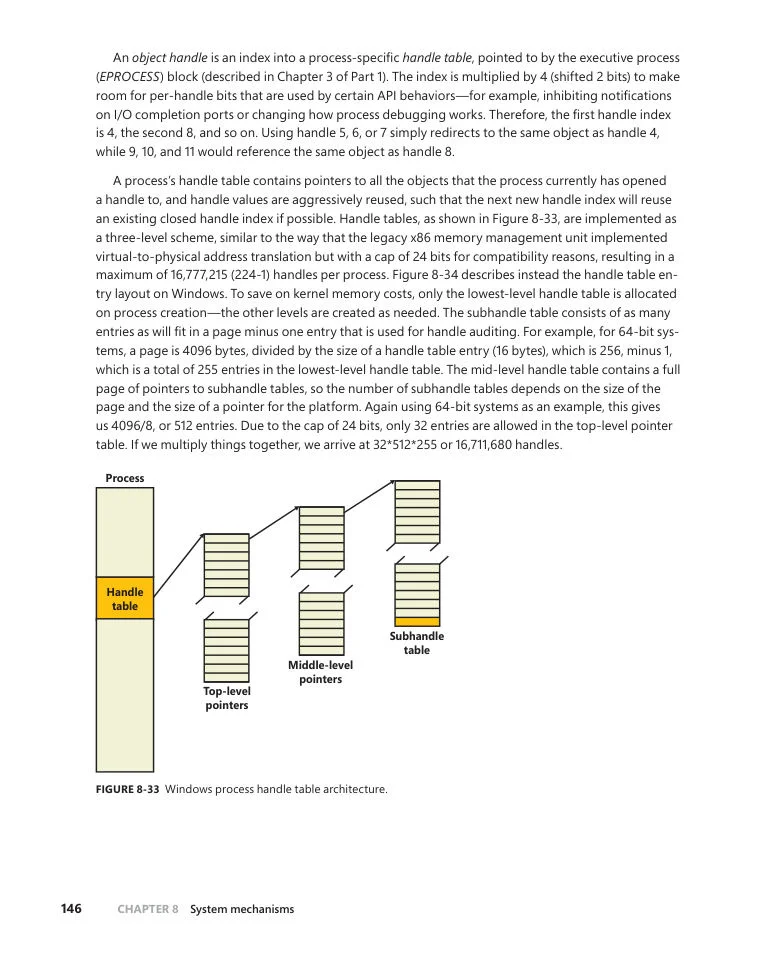 An object handle is an index into a process-specific handle table, pointed to by the executive process
(EPROCESS) block (described in Chapter 3 of Part 1). The index is multiplied by 4 (shifted 2 bits) to make
room for per-handle bits that are used by certain API behaviors—for example, inhibiting notifications
on I/O completion ports or changing how process debugging works. Therefore, the first handle index
is 4, the second 8, and so on. Using handle 5, 6, or 7 simply redirects to the same object as handle 4,
while 9, 10, and 11 would reference the same object as handle 8.
A process’s handle table contains pointers to all the objects that the process currently has opened
a handle to, and handle values are aggressively reused, such that the next new handle index will reuse
an existing closed handle index if possible. Handle tables, as shown in Figure 8-33, are implemented as
a three-level scheme, similar to the way that the legacy x86 memory management unit implemented
virtual-to-physical address translation but with a cap of 24 bits for compatibility reasons, resulting in a
maximum of 16,777,215 (224-1) handles per process. Figure 8-34 describes instead the handle table en-
try layout on Windows. To save on kernel memory costs, only the lowest-level handle table is allocated
on process creation—the other levels are created as needed. The subhandle table consists of as many
entries as will fit in a page minus one entry that is used for handle auditing. For example, for 64-bit sys-
tems, a page is 4096 bytes, divided by the size of a handle table entry (16 bytes), which is 256, minus 1,
which is a total of 255 entries in the lowest-level handle table. The mid-level handle table contains a full
page of pointers to subhandle tables, so the number of subhandle tables depends on the size of the
page and the size of a pointer for the platform. Again using 64-bit systems as an example, this gives
us 4096/8, or 512 entries. Due to the cap of 24 bits, only 32 entries are allowed in the top-level pointer
table. If we multiply things together, we arrive at 32*512*255 or 16,711,680 handles.
Process
Handle
table
Top-level
pointers
Middle-level
pointers
Subhandle
table
FIGURE 8-33 Windows process handle table architecture.
146 CHAPTER 8 System mechanisms